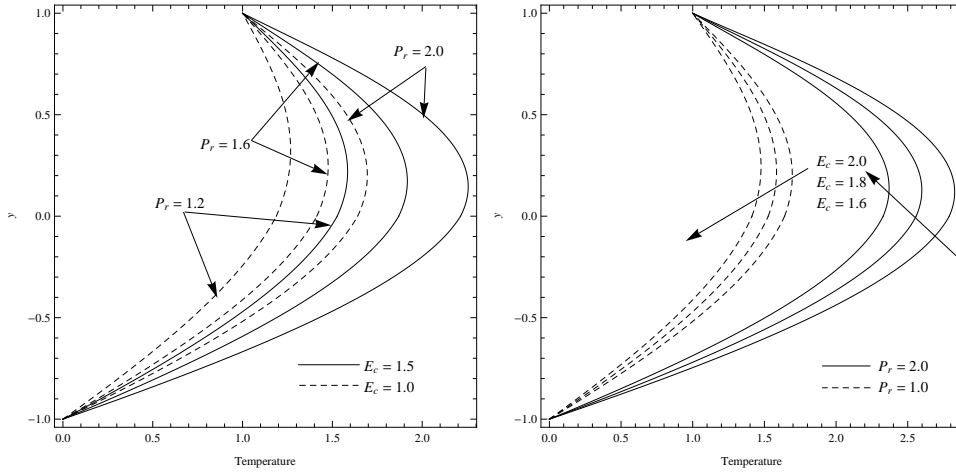 1.0
0.5
0.0
−0.5
−1.0
y
P_r = 2.0
P_r = 1.6
P_r = 1.2
E_c = 1.5
E_c = 1.0
0.0 0.5 1.0 1.5 2.0
Temperature
1.0
0.5
0.0
−0.5
−1.0
y
E_c = 2.0
E_c = 1.8
E_c = 1.6
P_r = 2.0
P_r = 1.0
0.0 0.5 1.0 1.5 2.0 2.5
Temperature